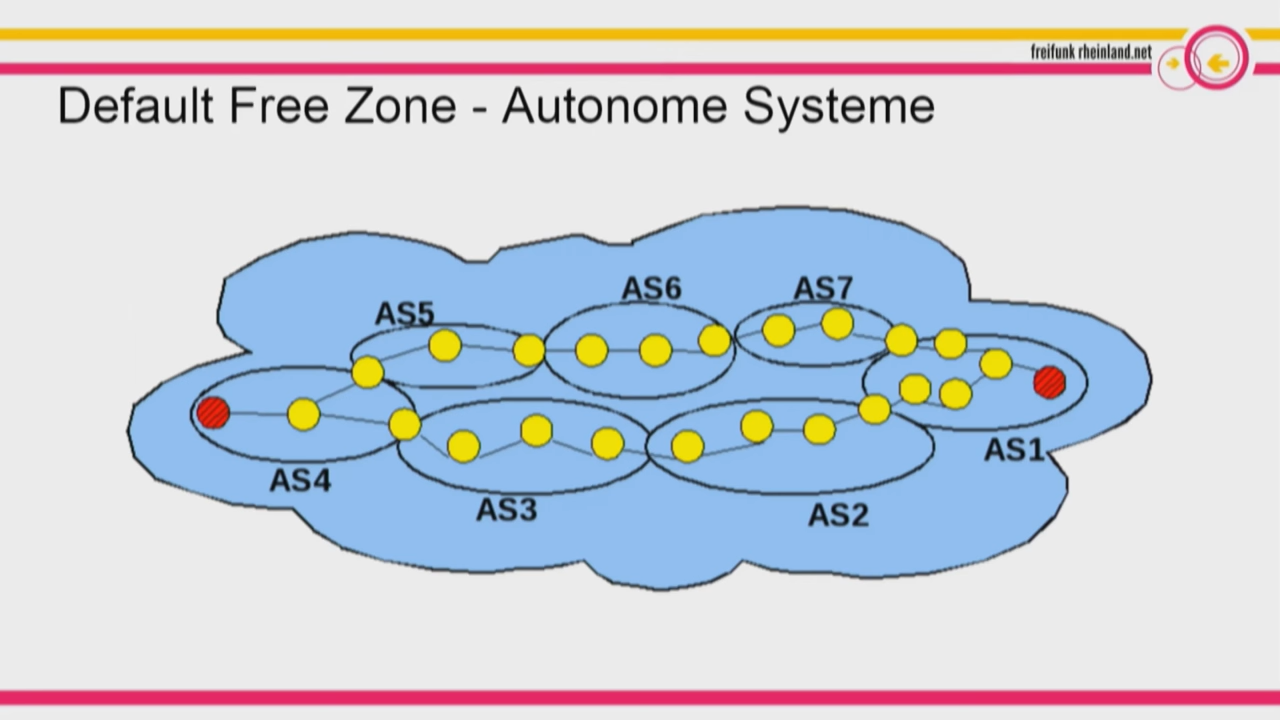 freifunk rheinland.net
Default Free Zone - Autonome Systeme
AS6
AS7
AS5
AS1
AS4
AS3
AS2